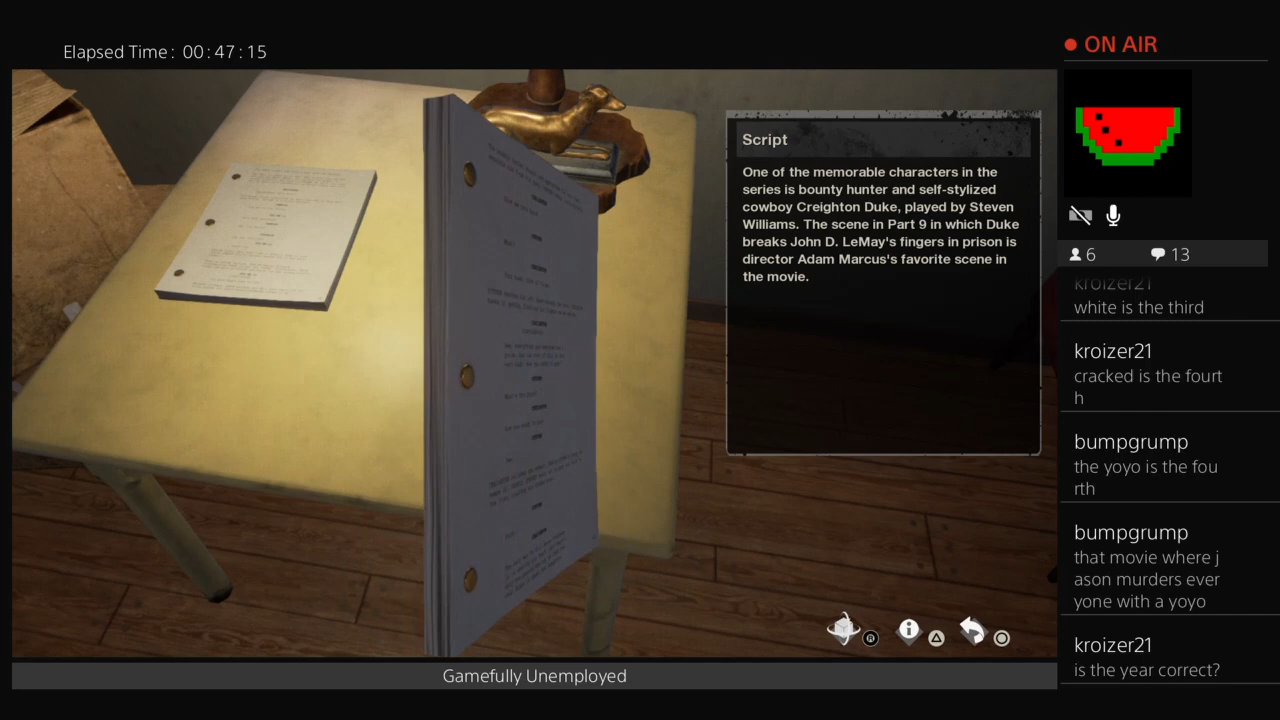 Elapsed Time: 00:47:15
ON AIR
Script
One of the memorable characters in the
series is bounty hunter and self-stylized
cowboy Creighton Duke, played by Steven
Williams. The scene in Part 9 in which Duke
breaks John D. LeMay's fingers in prison is
director Adam Marcus's favorite scene in
the movie.
6 13
kroizer21
white is the third
kroizer21
cracked is the fourt
h
bumpgrump
the yoyo is the fou
rth
bumpgrump
that movie where j
ason murders ever
yone with a yoyo
kroizer21
is the year correct?
Gamefully Unemployed